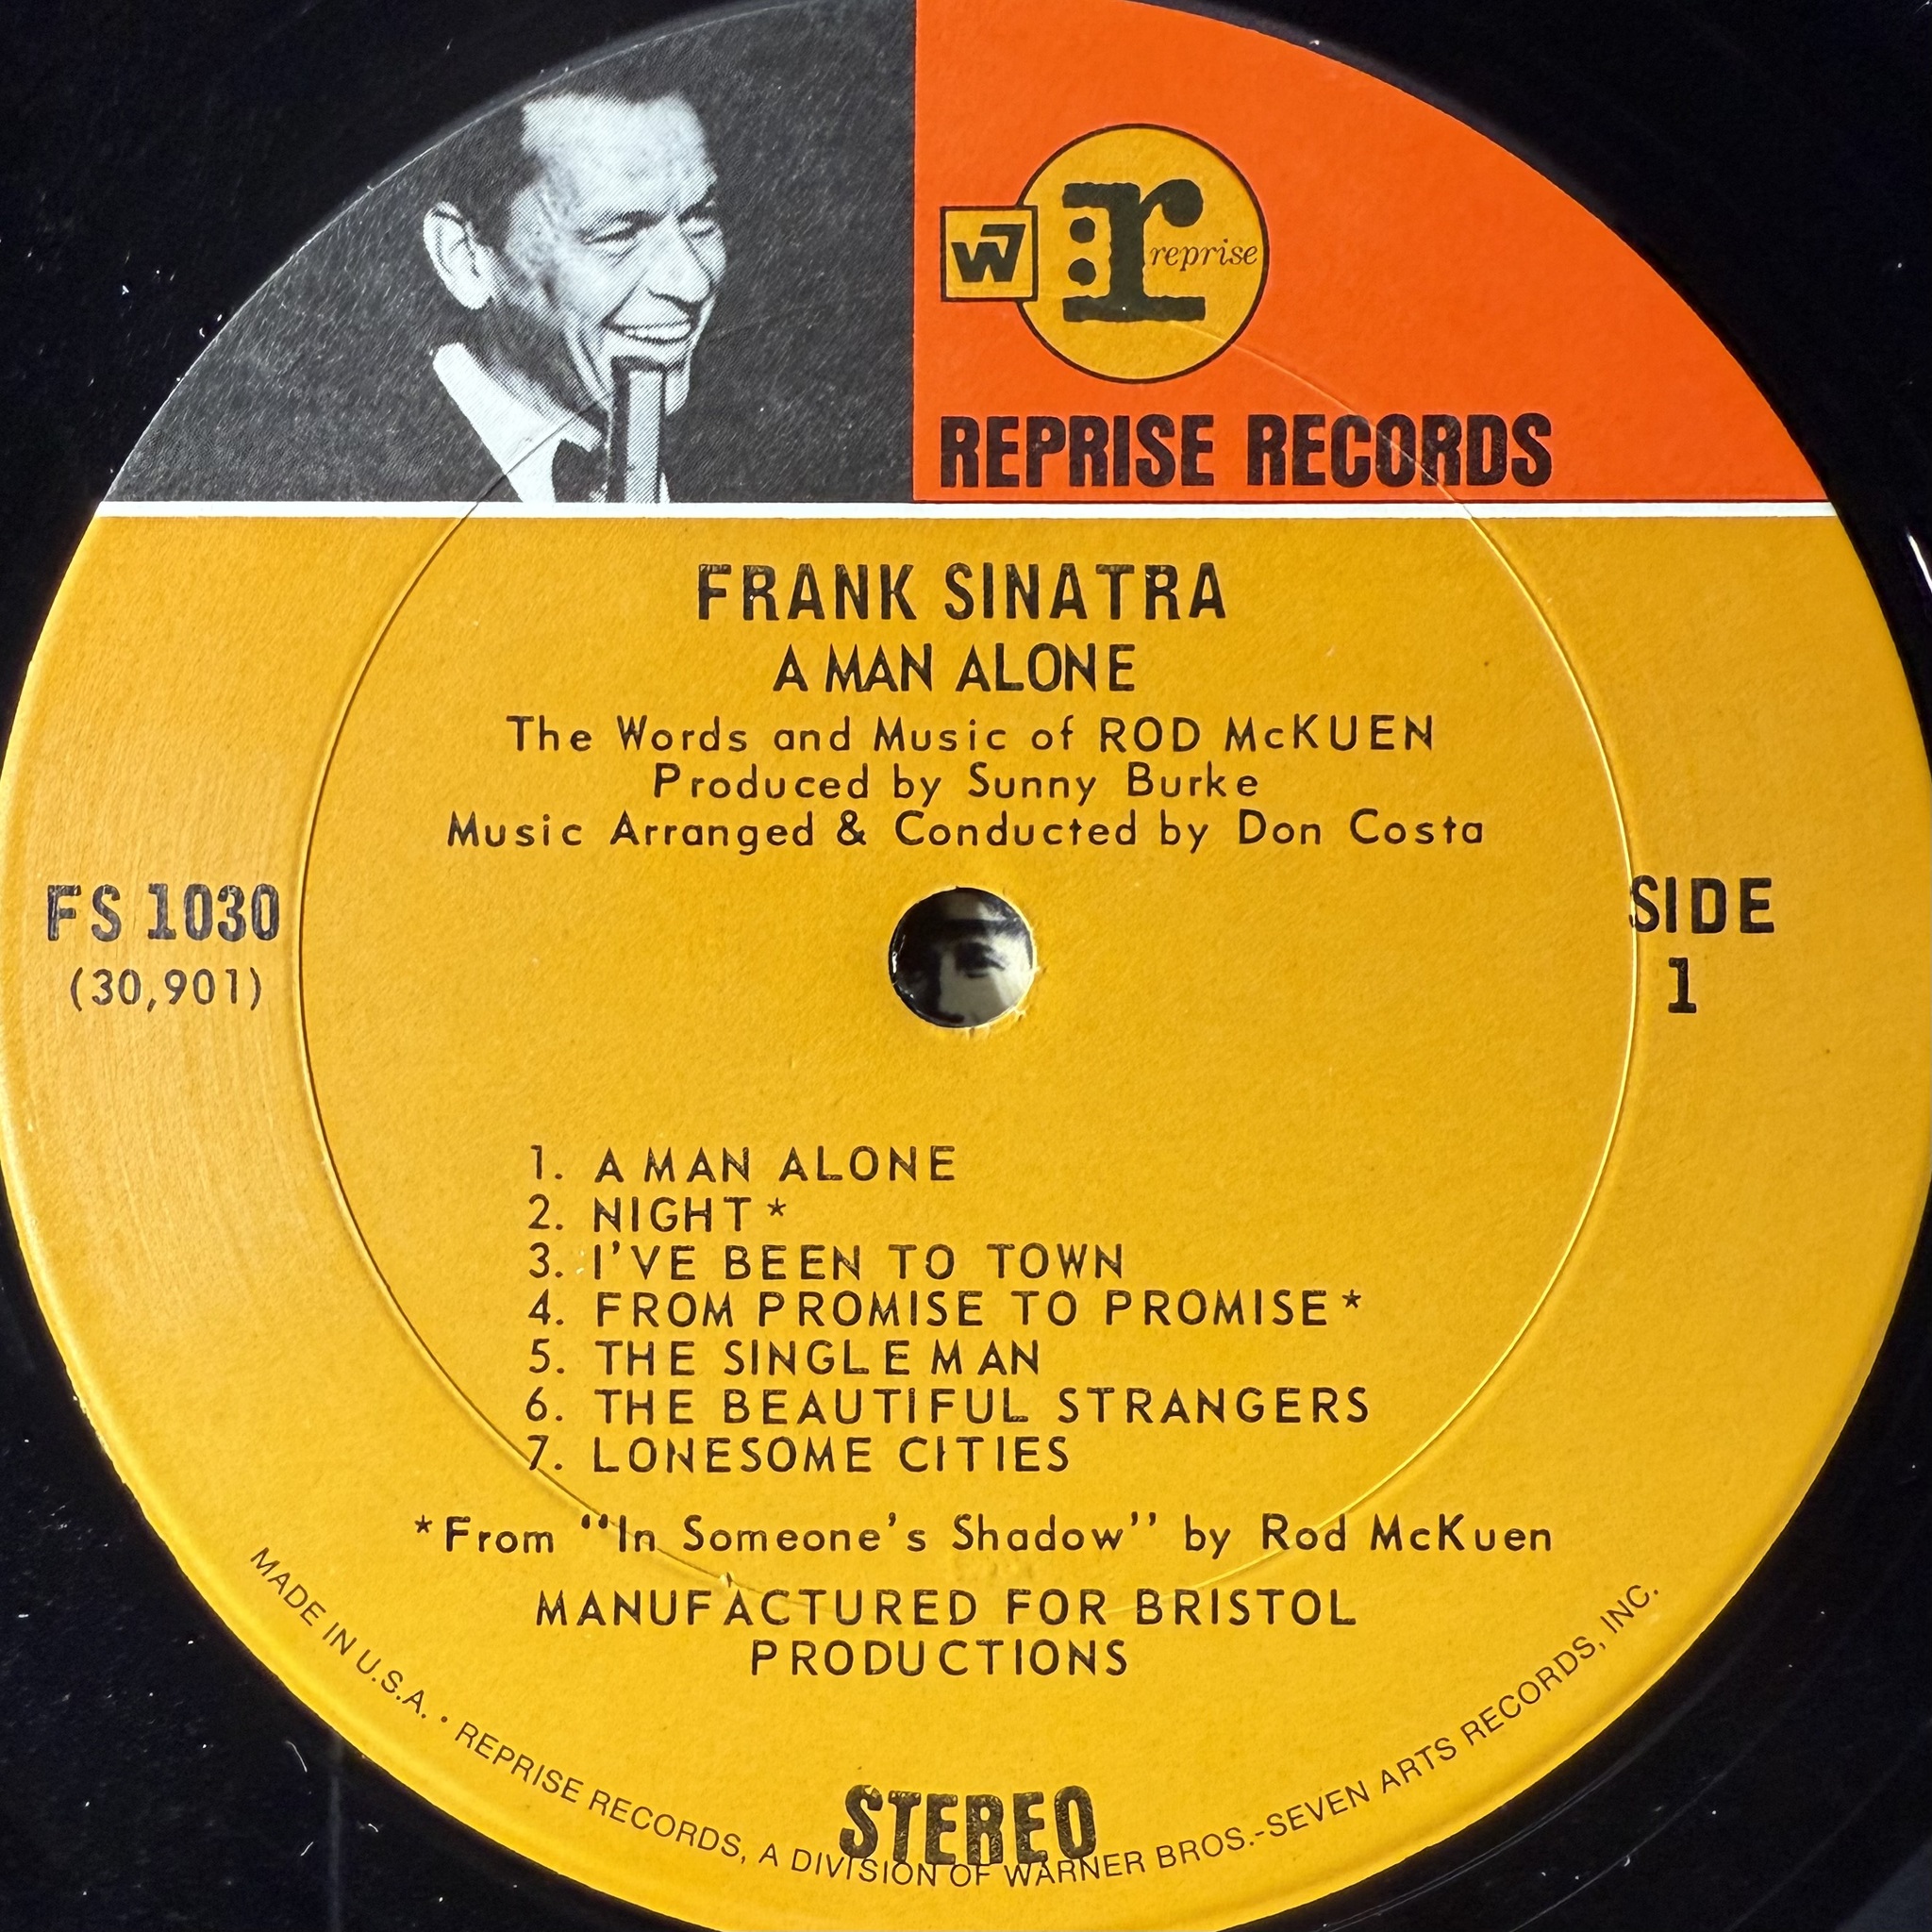 W7
r
reprise
REPRISE RECORDS
FRANK SINATRA
A MAN ALONE
The Words and Music of ROD McKUEN
Produced by Sunny Burke
Music Arranged & Conducted by Don Costa
FS 1030
(30,901)
SIDE
1
1. A MAN ALONE
2. NIGHT*
3. I'VE BEEN TO TOWN
4. FROM PROMISE TO PROMISE*
5. THE SINGLE MAN
6. THE BEAUTIFUL STRANGERS
7. LONESOME CITIES
*From "In Someone's Shadow" by Rod McKuen
MANUFACTURED FOR BRISTOL
PRODUCTIONS
STEREO
MADE IN U.S.A. • REPRISE RECORDS, A DIVISION OF WARNER BROS.-SEVEN ARTS RECORDS, INC.